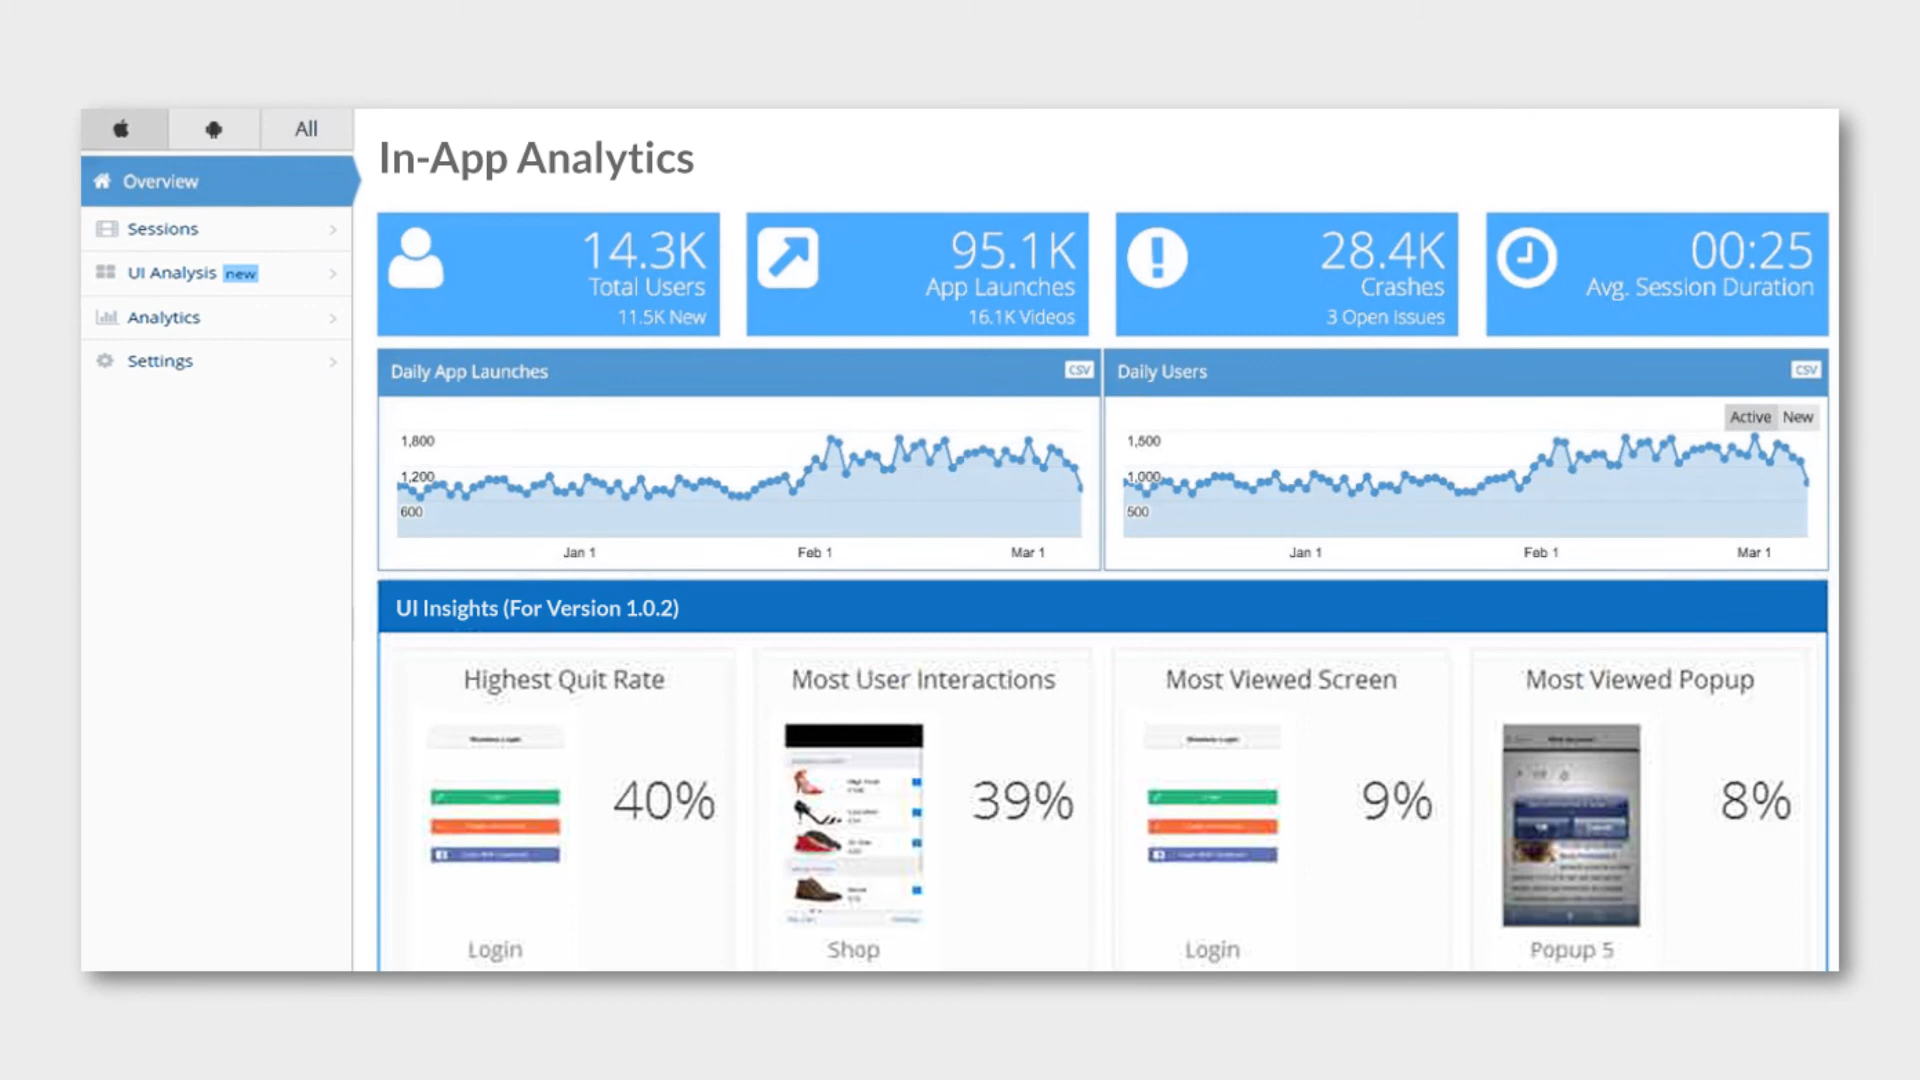 All
In-App Analytics
Overview
Sessions
UI Analysis new
Analytics
Settings
14.3K
Total Users
11.5K New
95.1K
App Launches
16.1K Videos
28.4K
Crashes
3 Open Issues
00:25
Avg. Session Duration
Daily App Launches
CSV
1,800
1,200
600
Jan 1 Feb 1 Mar 1
Daily Users
CSV
Active New
1,500
1,000
500
Jan 1 Feb 1 Mar 1
UI Insights (For Version 1.0.2)
Highest Quit Rate
40%
Login
Most User Interactions
39%
Shop
Most Viewed Screen
9%
Login
Most Viewed Popup
8%
Popup 5